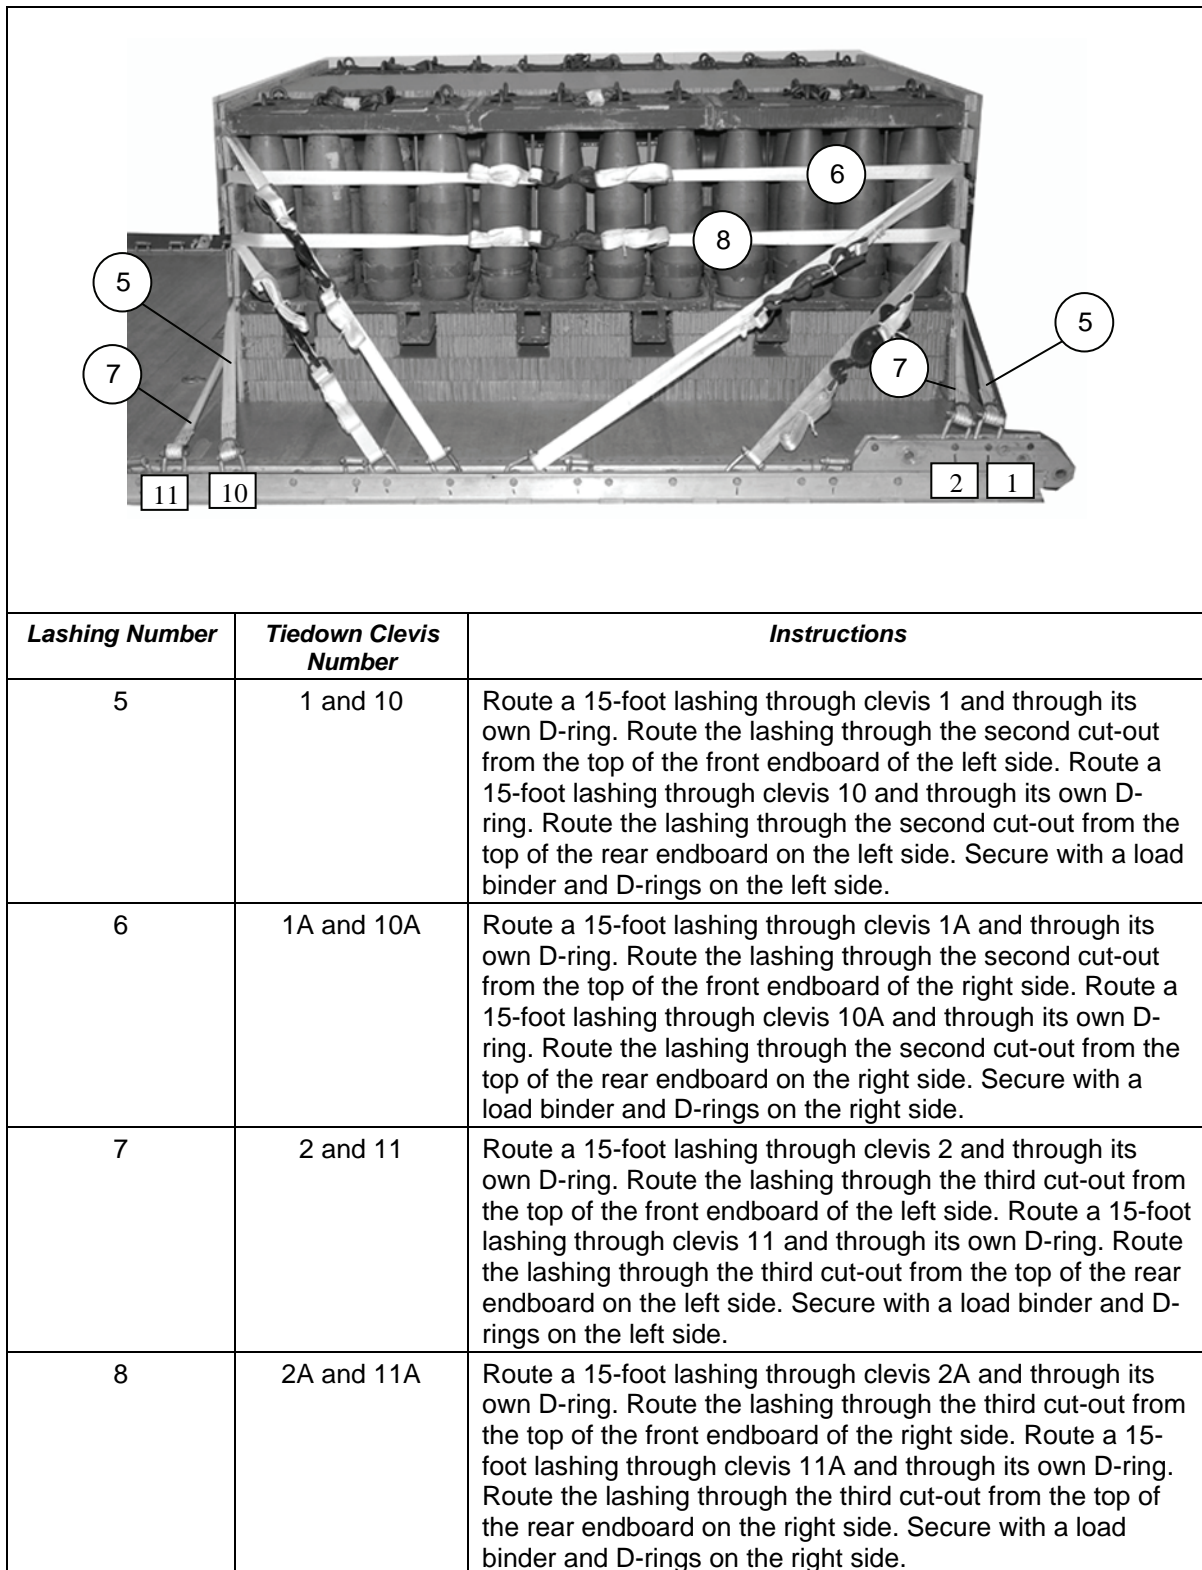 6
8
5
5
7
7
11
10
2
1
Lashing Number
Tiedown Clevis
Number
Instructions
5
1 and 10
Route a 15-foot lashing through clevis 1 and through its
own D-ring. Route the lashing through the second cut-out
from the top of the front endboard of the left side. Route a
15-foot lashing through clevis 10 and through its own D-
ring. Route the lashing through the second cut-out from the
top of the rear endboard on the left side. Secure with a load
binder and D-rings on the left side.
6
1A and 10A
Route a 15-foot lashing through clevis 1A and through its
own D-ring. Route the lashing through the second cut-out
from the top of the front endboard of the right side. Route a
15-foot lashing through clevis 10A and through its own D-
ring. Route the lashing through the second cut-out from the
top of the rear endboard on the right side. Secure with a
load binder and D-rings on the right side.
7
2 and 11
Route a 15-foot lashing through clevis 2 and through its
own D-ring. Route the lashing through the third cut-out from
the top of the front endboard of the left side. Route a 15-foot
lashing through clevis 11 and through its own D-ring. Route
the lashing through the third cut-out from the top of the rear
endboard on the left side. Secure with a load binder and D-
rings on the left side.
8
2A and 11A
Route a 15-foot lashing through clevis 2A and through its
own D-ring. Route the lashing through the third cut-out from
the top of the front endboard of the right side. Route a 15-
foot lashing through clevis 11A and through its own D-ring.
Route the lashing through the third cut-out from the top of
the rear endboard on the right side. Secure with a load
binder and D-rings on the right side.